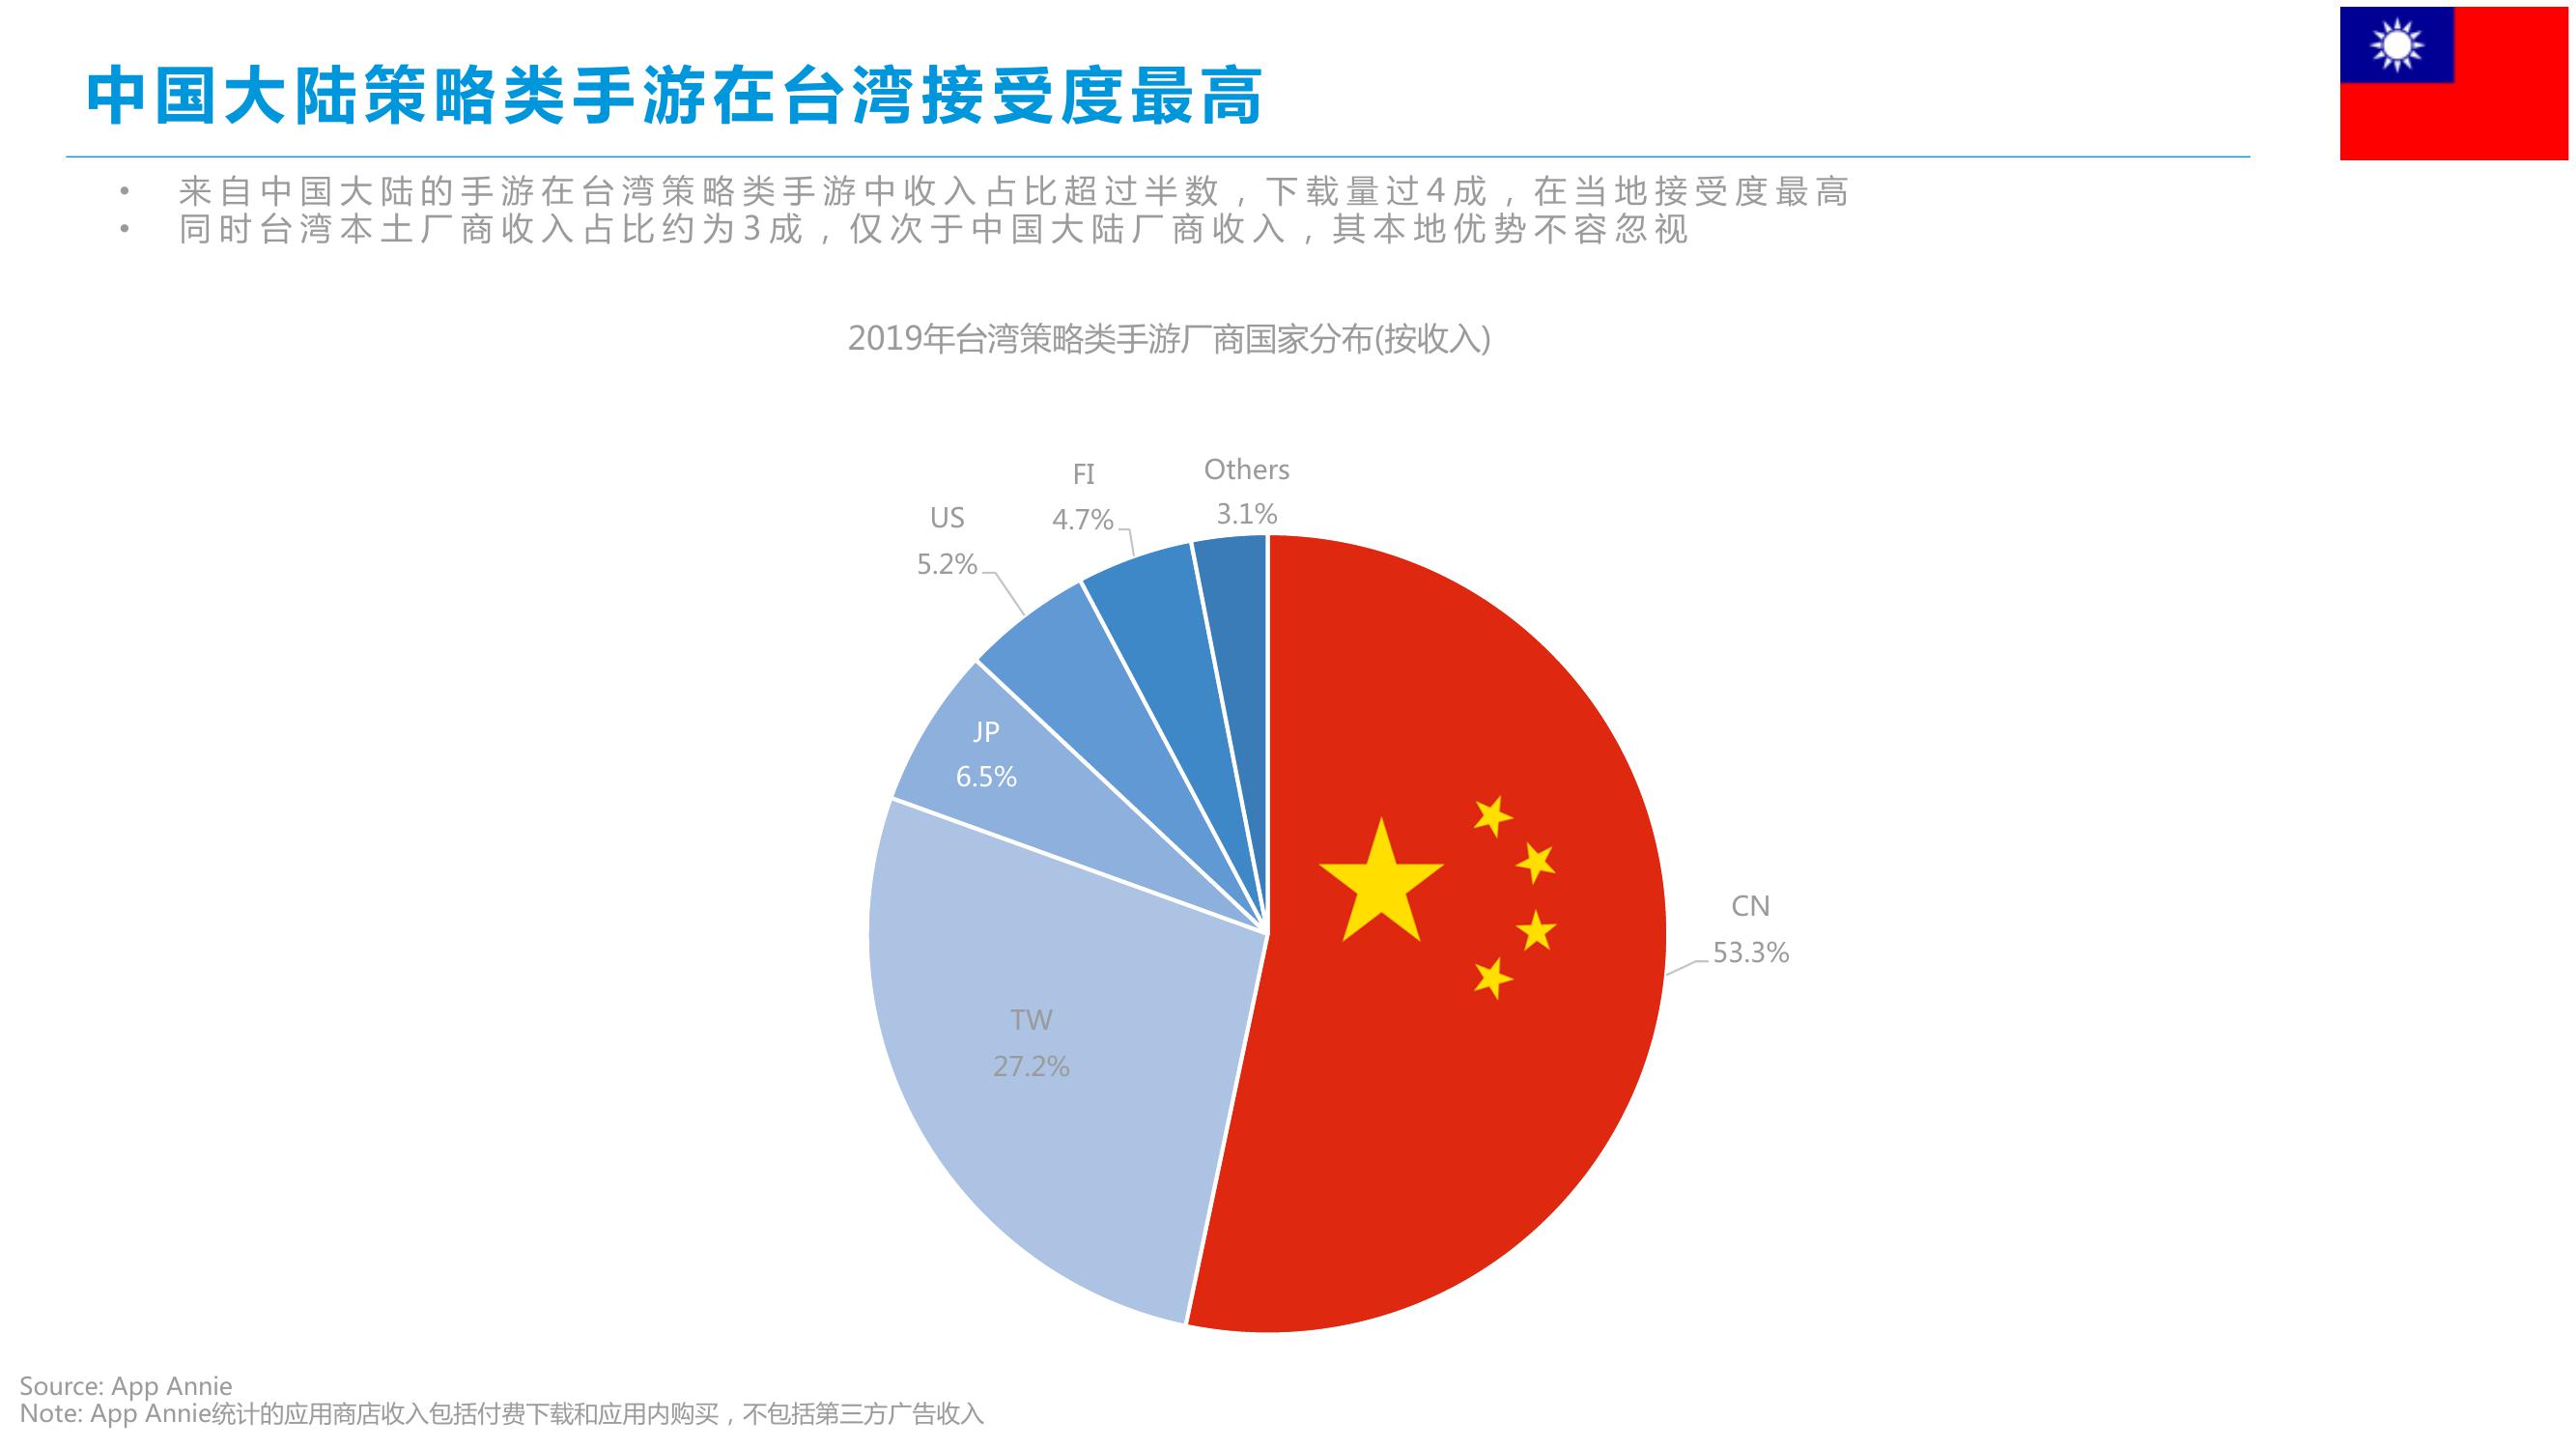 中国大陆策略类手游在台湾接受度最高
• 来自中国大陆的手游在台湾策略类手游中收入占比超过半数，下载量过4成，在当地接受度最高
• 同时台湾本土厂商收入占比约为3成，仅次于中国大陆厂商收入，其本地优势不容忽视
2019年台湾策略类手游厂商国家分布(按收入)
Others
3.1%
FI
4.7%
US
5.2%
JP
6.5%
CN
53.3%
TW
27.2%
Source: App Annie
Note: App Annie统计的应用商店收入包括付费下载和应用内购买，不包括第三方广告收入